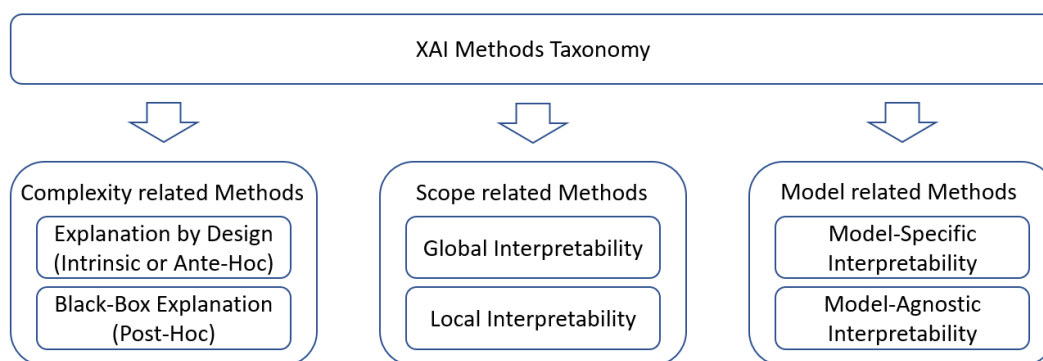 XAI Methods Taxonomy
Complexity related Methods
Explanation by Design
(Intrinsic or Ante-Hoc)
Black-Box Explanation
(Post-Hoc)
Scope related Methods
Global Interpretability
Local Interpretability
Model related Methods
Model-Specific
Interpretability
Model-Agnostic
Interpretability